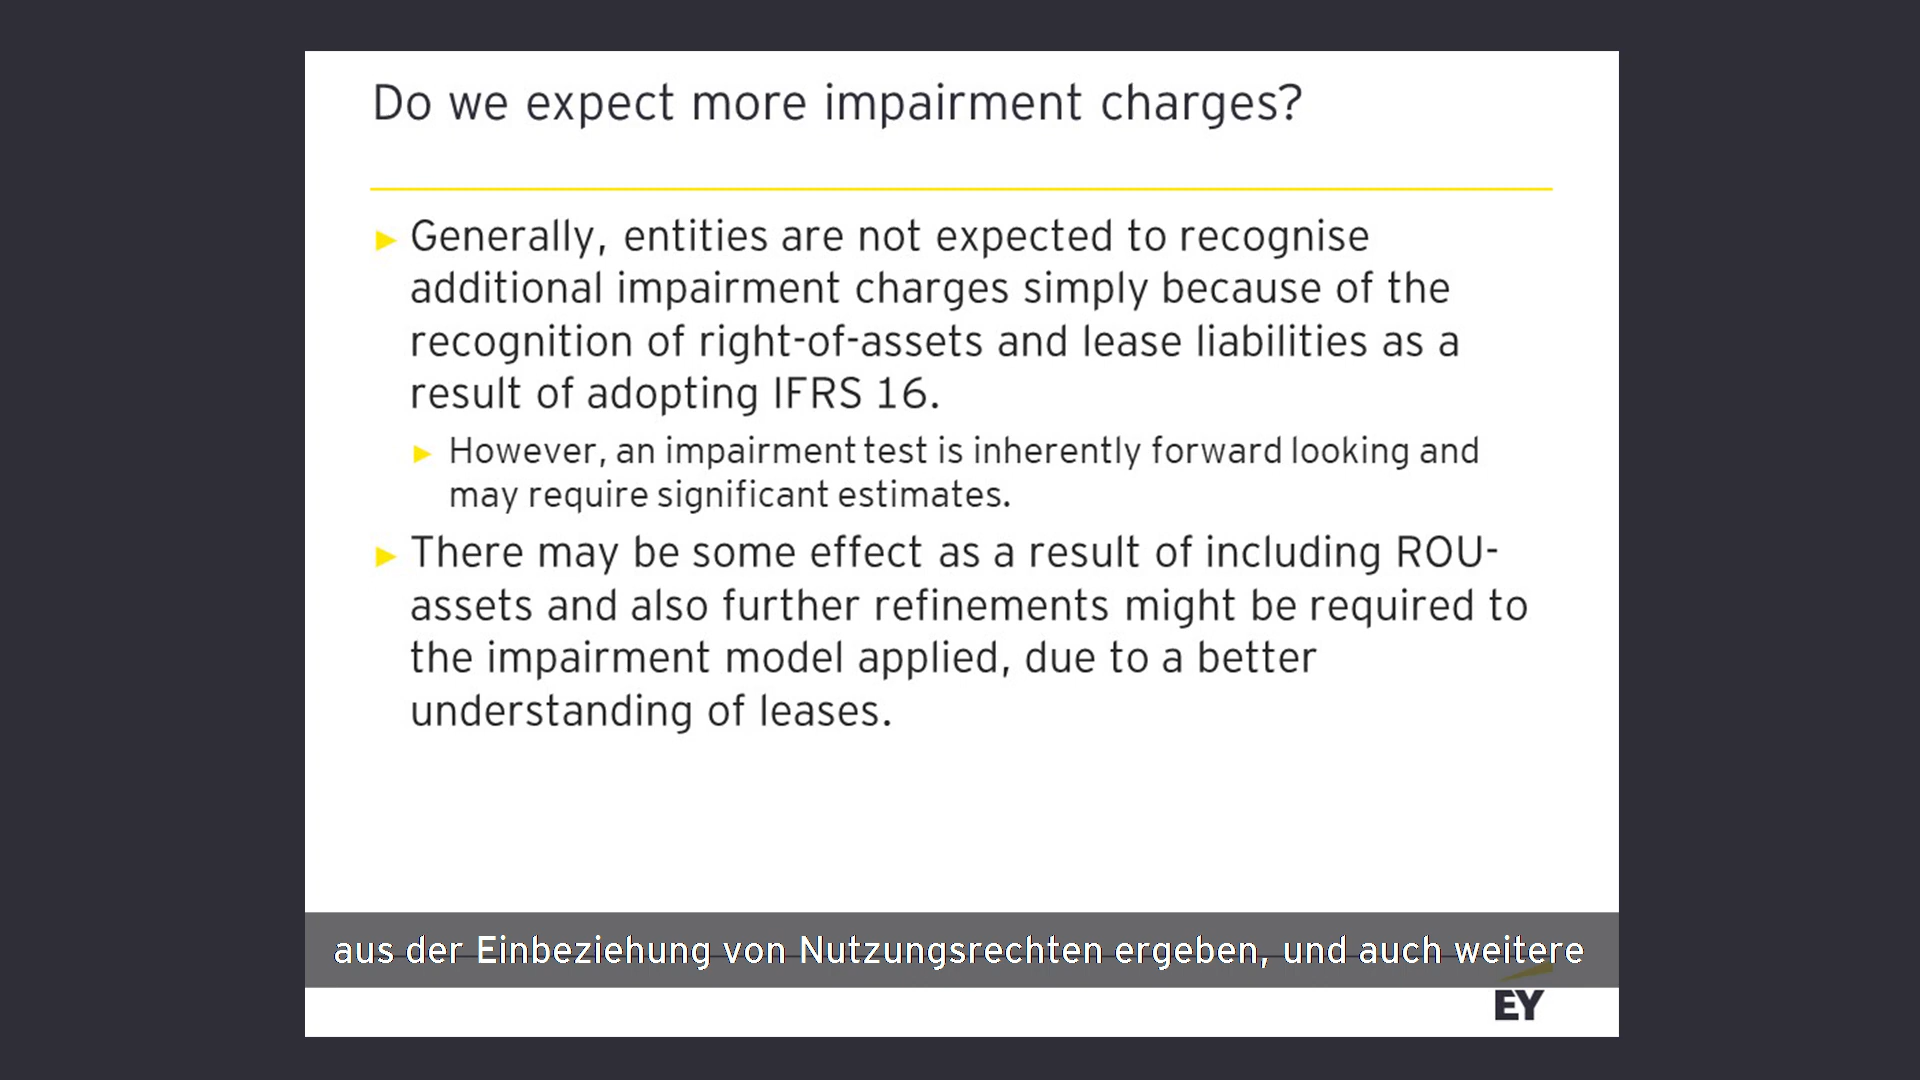 Do we expect more impairment charges?
► Generally, entities are not expected to recognise
additional impairment charges simply because of the
recognition of right-of-assets and lease liabilities as a
result of adopting IFRS 16.
► However, an impairment test is inherently forward looking and
may require significant estimates.
► There may be some effect as a result of including ROU-
assets and also further refinements might be required to
the impairment model applied, due to a better
understanding of leases.
aus der Einbeziehung von Nutzungsrechten ergeben, und auch weitere
EY